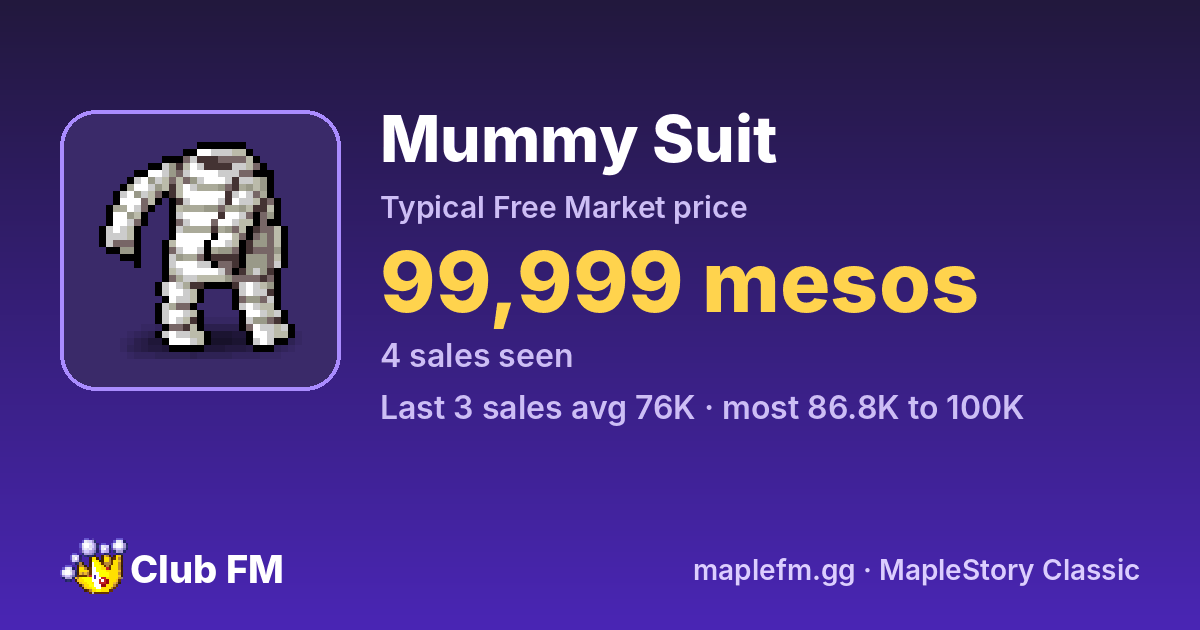 Mummy Suit
Typical Free Market price
99,999 mesos
4 sales seen
Last 3 sales avg 76K · most 86.8K to 100K
Club FM
maplefm.gg · MapleStory Classic